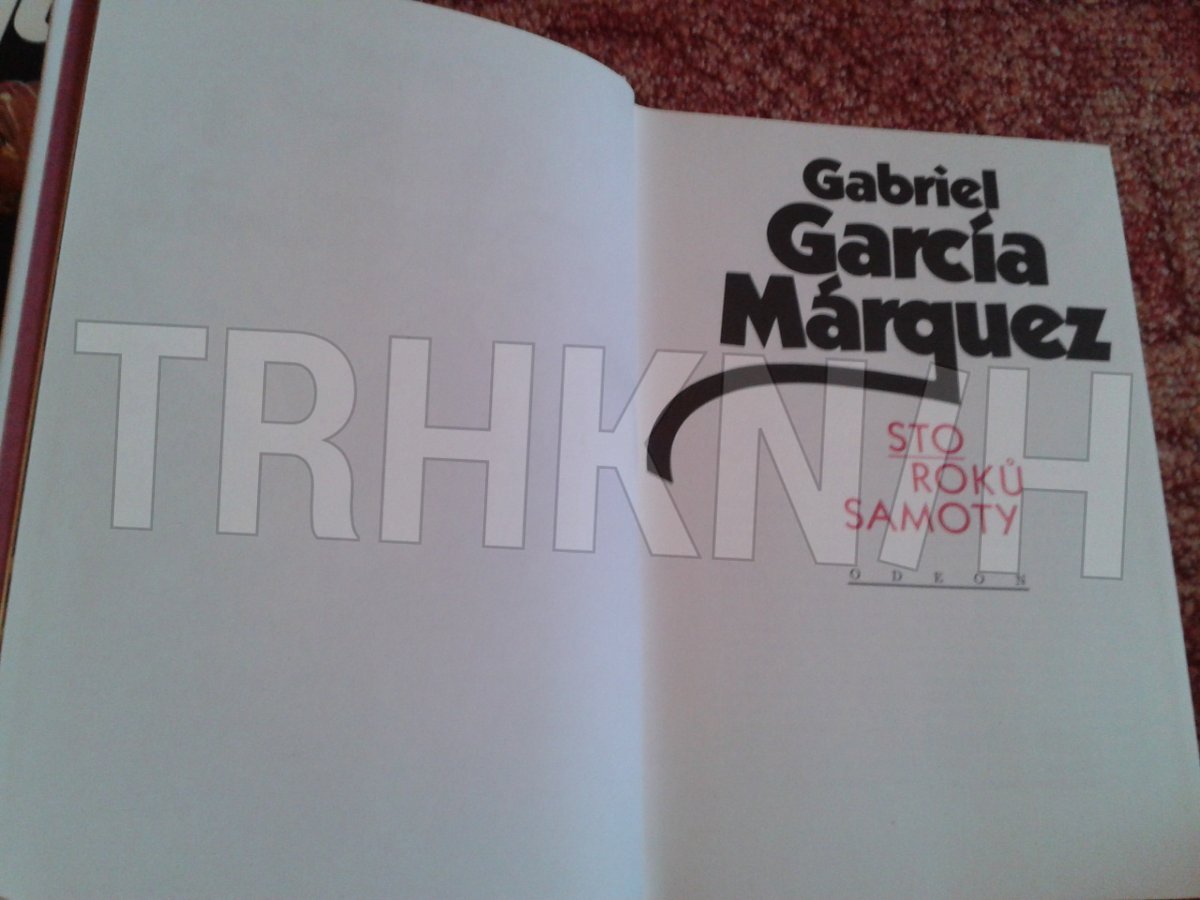 Gabriel
García
Márquez
STO
ROKŮ
SAMOTY
ODEON
TRHKNIH